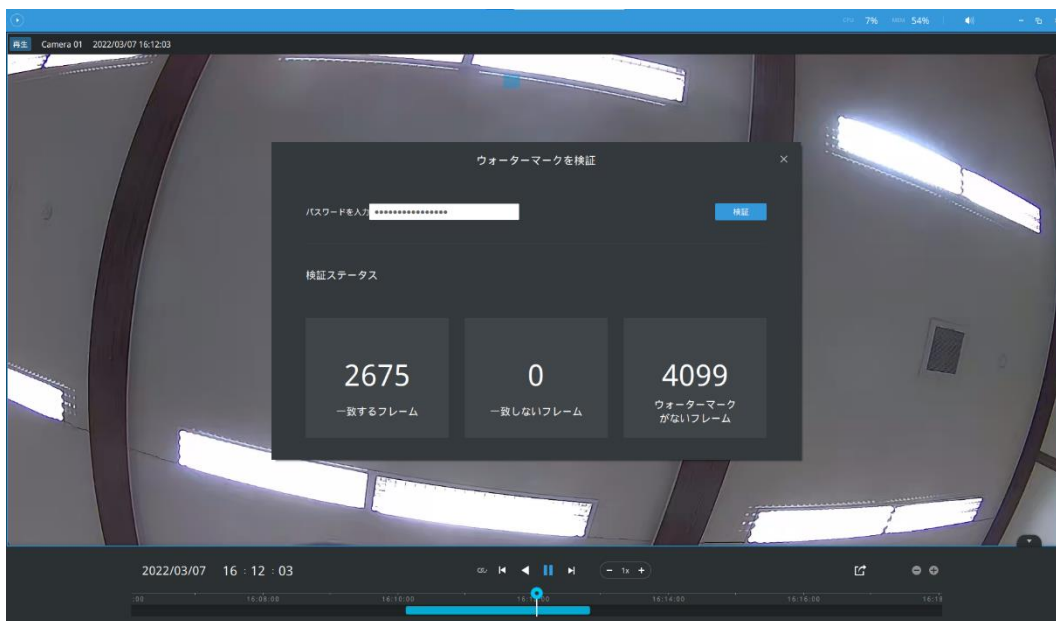 CPU 7% RAM 54%
再生 Camera 01 2022/03/07 16:12:03
ウォーターマークを検証
パスワードを入力
検証
検証ステータス
2675
一致するフレーム
0
一致しないフレーム
4099
ウォーターマーク
がないフレーム
2022/03/07 16 : 12 : 03
- 1x +
16:08:00 16:10:00 16:14:00 16:16:00